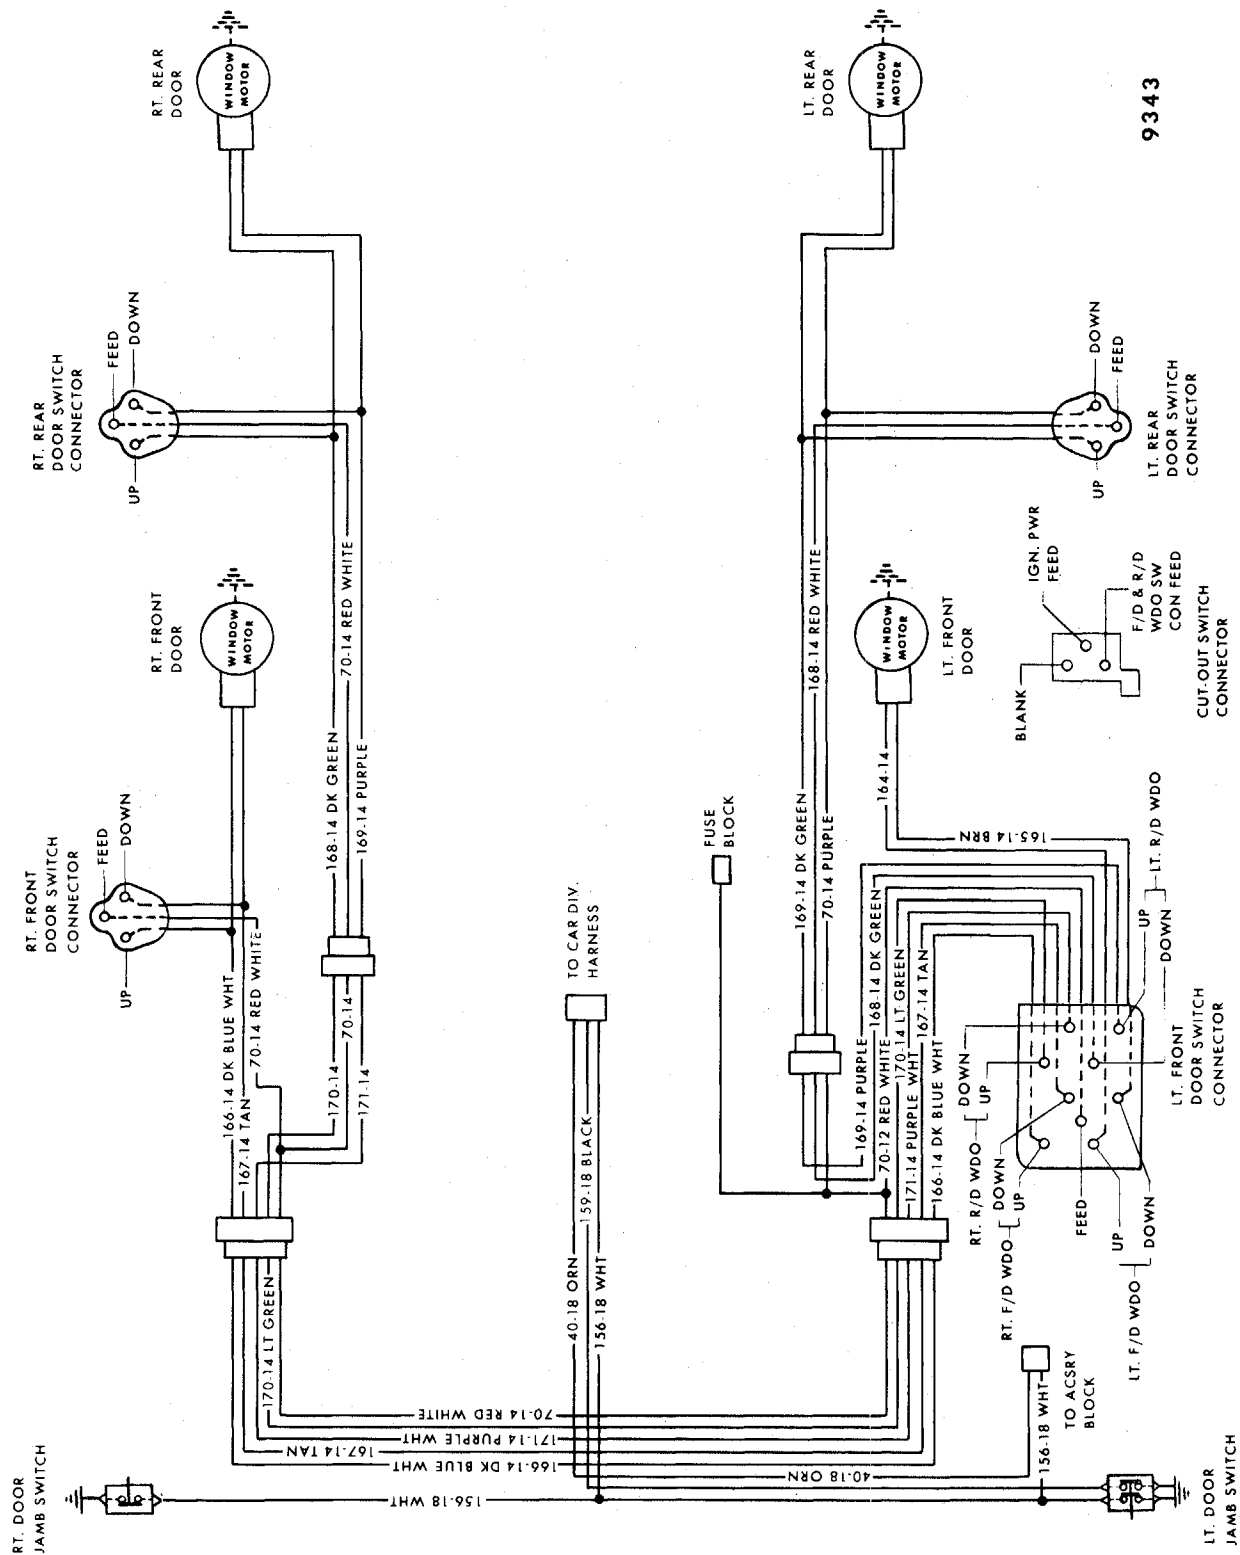 RT. REAR
DOOR
WINDOW
MOTOR
LT. REAR
DOOR
WINDOW
MOTOR
9343
RT. REAR
DOOR SWITCH
CONNECTOR
FEED
DOWN
UP
LT. REAR
DOOR SWITCH
CONNECTOR
DOWN
FEED
UP
RT. FRONT
DOOR
WINDOW
MOTOR
168-14 DK GREEN
70-14 RED WHITE
169-14 PURPLE
LT. FRONT
DOOR
WINDOW
MOTOR
168-14 RED WHITE
169-14 DK GREEN
70-14 PURPLE
164-14
165-14 BRN
IGN. PWR
FEED
F/D & R/D
WDO SW
CON FEED
BLANK
CUT-OUT SWITCH
CONNECTOR
RT. FRONT
DOOR SWITCH
CONNECTOR
FEED
DOWN
UP
166-14 DK BLUE WHT
167-14 TAN
70-14 RED WHITE
170-14
70-14
171-14
FUSE
BLOCK
TO CAR DIV.
HARNESS
40-18 ORN
159-18 BLACK
156-18 WHT
169-14 PURPLE
168-14 DK GREEN
70-12 RED WHITE
170-14 LT GREEN
171-14 PURPLE WHT
167-14 TAN
166-14 DK BLUE WHT
LT. R/D WDO
UP
DOWN
RT. R/D WDO
DOWN
UP
RT. F/D WDO
DOWN
UP
FEED
LT. F/D WDO
UP
DOWN
LT. FRONT
DOOR SWITCH
CONNECTOR
170-14 LT GREEN
70-14 RED WHITE
171-14 PURPLE WHT
167-14 TAN
166-14 DK BLUE WHT
40-18 ORN
156-18 WHT
156-18 WHT
TO ACSRY
BLOCK
RT. DOOR
JAMB SWITCH
LT. DOOR
JAMB SWITCH